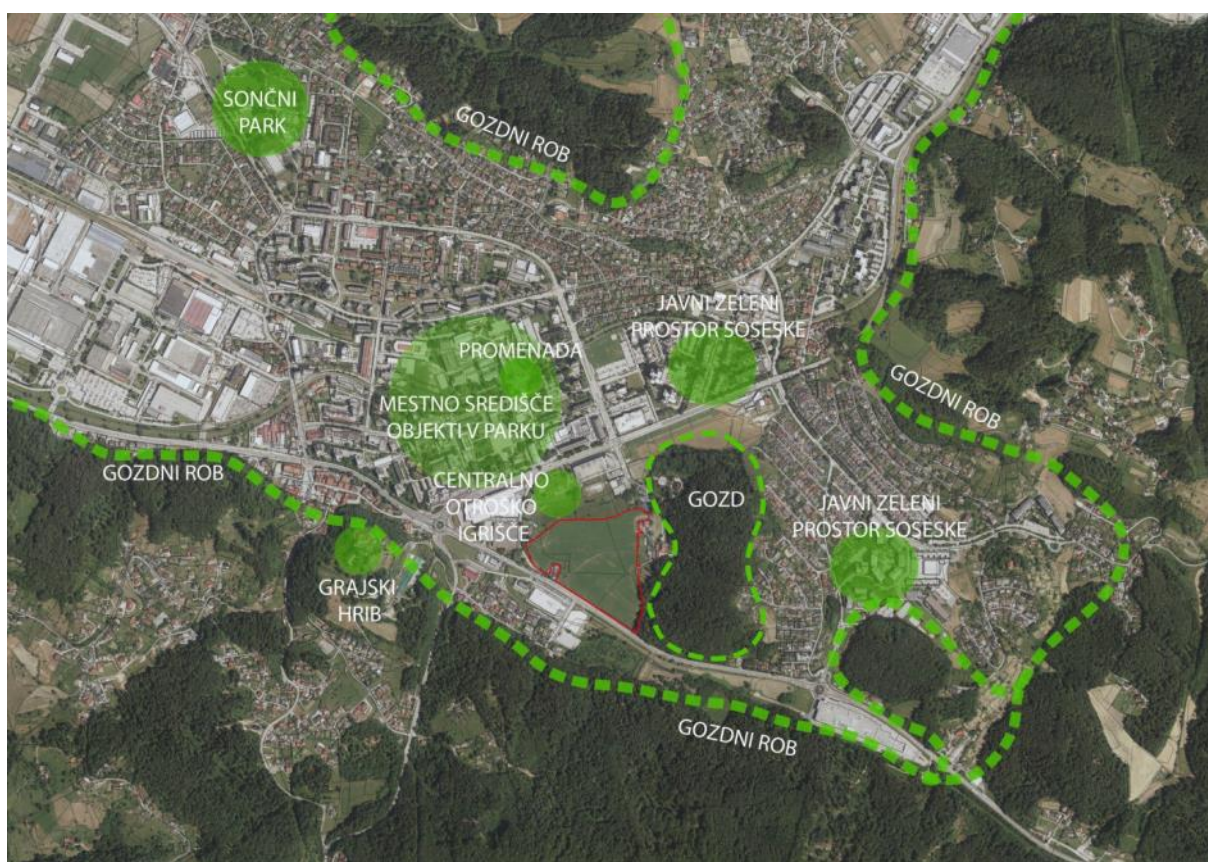 SONČNI
PARK
GOZDNI ROB
JAVNI ZELENI
PROSTOR SOSESKE
PROMENADA
MESTNO SREDIŠČE
OBJEKTI V PARKU
GOZDNI ROB
GOZDNI ROB
CENTRALNO
OTROŠKO
IGRIŠČE
GOZD
JAVNI ZELENI
PROSTOR SOSESKE
GRAJSKI
HRIB
GOZDNI ROB